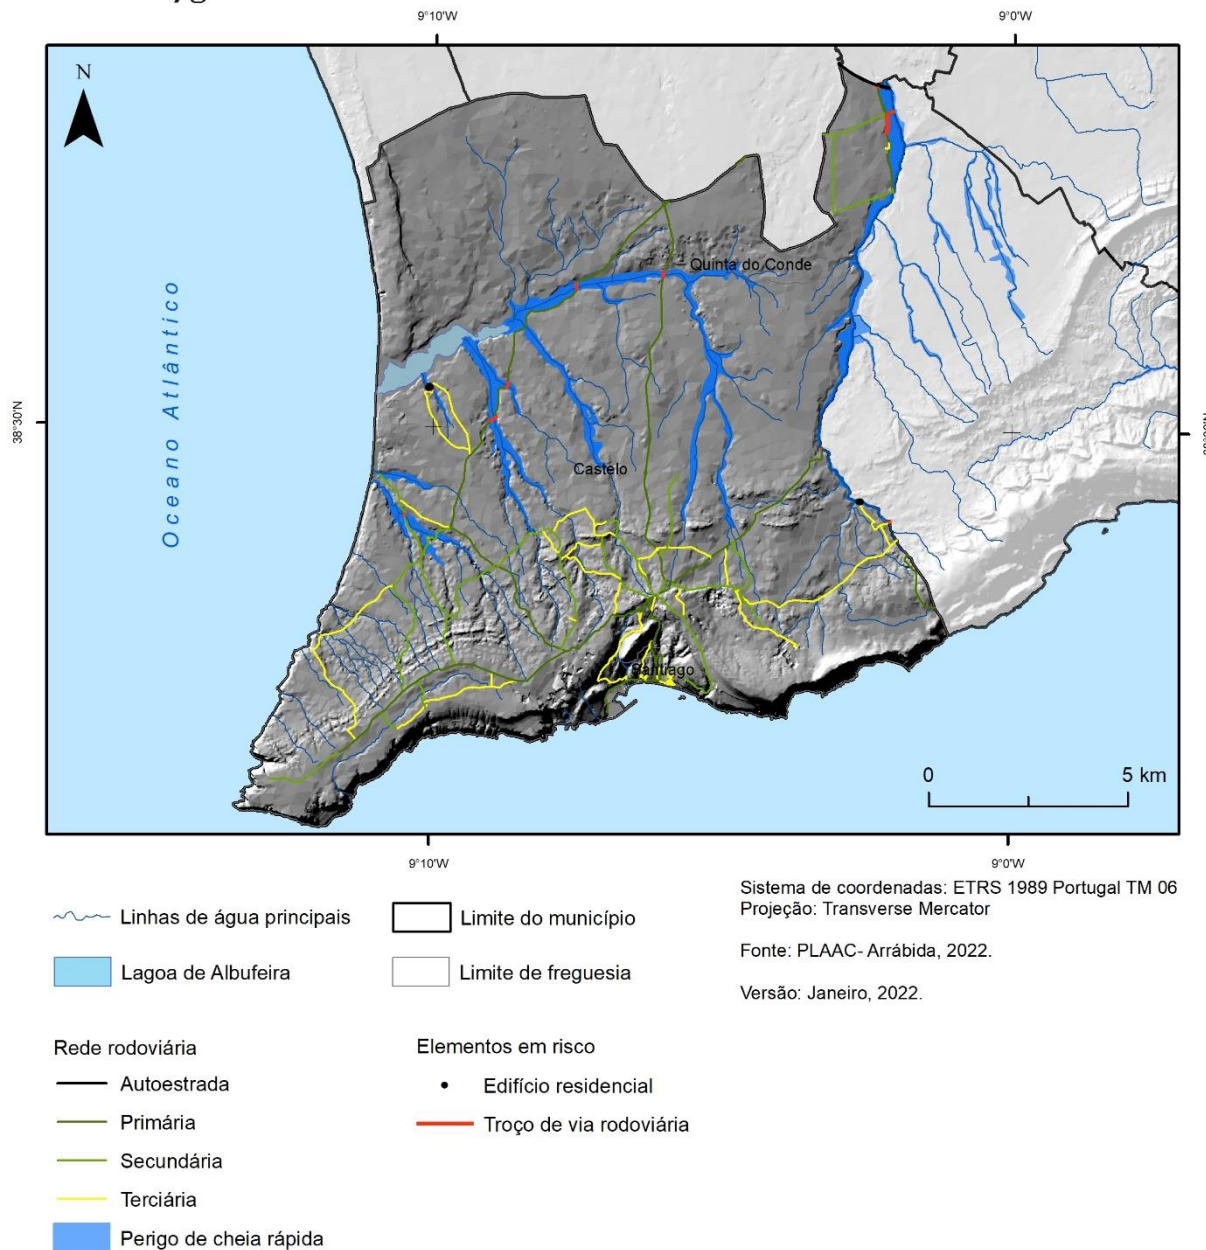 9°10'W
9°0'W
N
Oceano Atlântico
38°30'N
Quinta do Conde
Castelo
Santiago
0
5 km
9°10'W
9°0'W
Linhas de água principais
Limite do município
Lagoa de Albufeira
Limite de freguesia
Sistema de coordenadas: ETRS 1989 Portugal TM 06
Projeção: Transverse Mercator
Fonte: PLAAC- Arrábida, 2022.
Versão: Janeiro, 2022.
Rede rodoviária
Elementos em risco
Autoestrada
Edifício residencial
Primária
Troço de via rodoviária
Secundária
Terciária
Perigo de cheia rápida